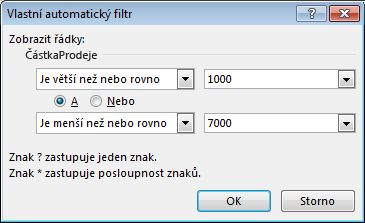 Vlastní automatický filtr
Zobrazit řádky:
ČástkaProdeje
Je větší než nebo rovno 1000
A Nebo
Je menší než nebo rovno 7000
Znak ? zastupuje jeden znak.
Znak * zastupuje posloupnost znaků.
OK Storno